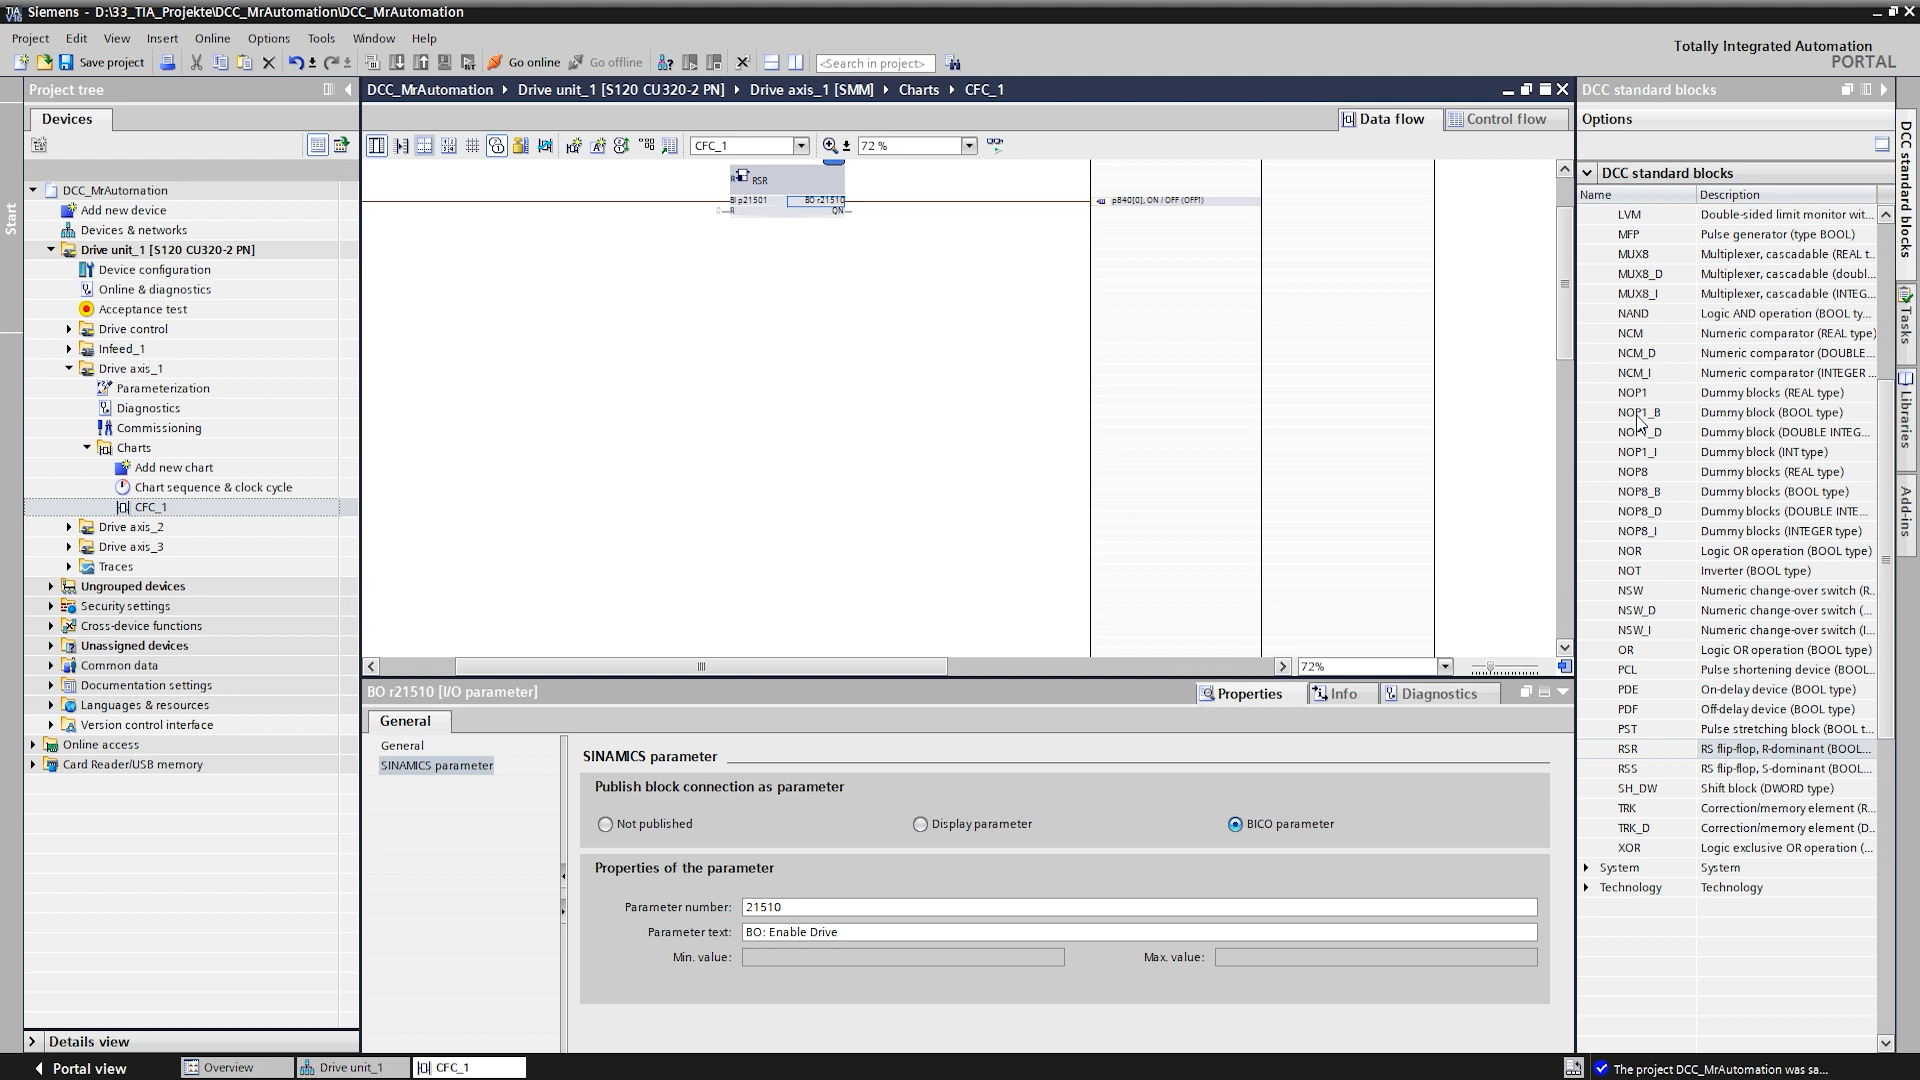 Siemens - D:\33_TIA_Projekte\DCC_MrAutomation\DCC_MrAutomation
Project Edit View Insert Online Options Tools Window Help
Totally Integrated Automation
PORTAL
Save project
Go online
Go offline
<Search in project>
Project tree
DCC_MrAutomation
Drive unit_1 [S120 CU320-2 PN]
Drive axis_1 [SMM]
Charts
CFC_1
DCC standard blocks
Devices
Data flow
Control flow
Options
CFC_1
72 %
Start
DCC_MrAutomation
Add new device
Devices & networks
Drive unit_1 [S120 CU320-2 PN]
Device configuration
Online & diagnostics
Acceptance test
Drive control
Infeed_1
Drive axis_1
Parameterization
Diagnostics
Commissioning
Charts
Add new chart
Chart sequence & clock cycle
CFC_1
Drive axis_2
Drive axis_3
Traces
Ungrouped devices
Security settings
Cross-device functions
Unassigned devices
Common data
Documentation settings
Languages & resources
Version control interface
Online access
Card Reader/USB memory
Details view
RSR
BI p21501 BO r21510
R QN
p840[0], ON / OFF (OFF1)
72%
BO r21510 [I/O parameter]
Properties
Info
Diagnostics
General
General
SINAMICS parameter
SINAMICS parameter
Publish block connection as parameter
Not published
Display parameter
BICO parameter
Properties of the parameter
Parameter number: 21510
Parameter text: BO: Enable Drive
Min. value:
Max. value:
DCC standard blocks
Name Description
LVM Double-sided limit monitor wit...
MFP Pulse generator (type BOOL)
MUX8 Multiplexer, cascadable (REAL t...
MUX8_D Multiplexer, cascadable (doubl...
MUX8_I Multiplexer, cascadable (INTEG...
NAND Logic AND operation (BOOL ty...
NCM Numeric comparator (REAL type)
NCM_D Numeric comparator (DOUBLE...
NCM_I Numeric comparator (INTEGER ...
NOP1 Dummy blocks (REAL type)
NOP1_B Dummy block (BOOL type)
NOP1_D Dummy block (DOUBLE INTEG...
NOP1_I Dummy block (INT type)
NOP8 Dummy blocks (REAL type)
NOP8_B Dummy blocks (BOOL type)
NOP8_D Dummy blocks (DOUBLE INTE...
NOP8_I Dummy blocks (INTEGER type)
NOR Logic OR operation (BOOL type)
NOT Inverter (BOOL type)
NSW Numeric change-over switch (R...
NSW_D Numeric change-over switch (...
NSW_I Numeric change-over switch (I...
OR Logic OR operation (BOOL type)
PCL Pulse shortening device (BOOL...
PDE On-delay device (BOOL type)
PDF Off-delay device (BOOL type)
PST Pulse stretching block (BOOL t...
RSR RS flip-flop, R-dominant (BOOL...
RSS RS flip-flop, S-dominant (BOOL...
SH_DW Shift block (DWORD type)
TRK Correction/memory element (R...
TRK_D Correction/memory element (D...
XOR Logic exclusive OR operation (...
System System
Technology Technology
DCC standard blocks
Tasks
Libraries
Add-ins
Portal view
Overview
Drive unit_1
CFC_1
The project DCC_MrAutomation was sa...